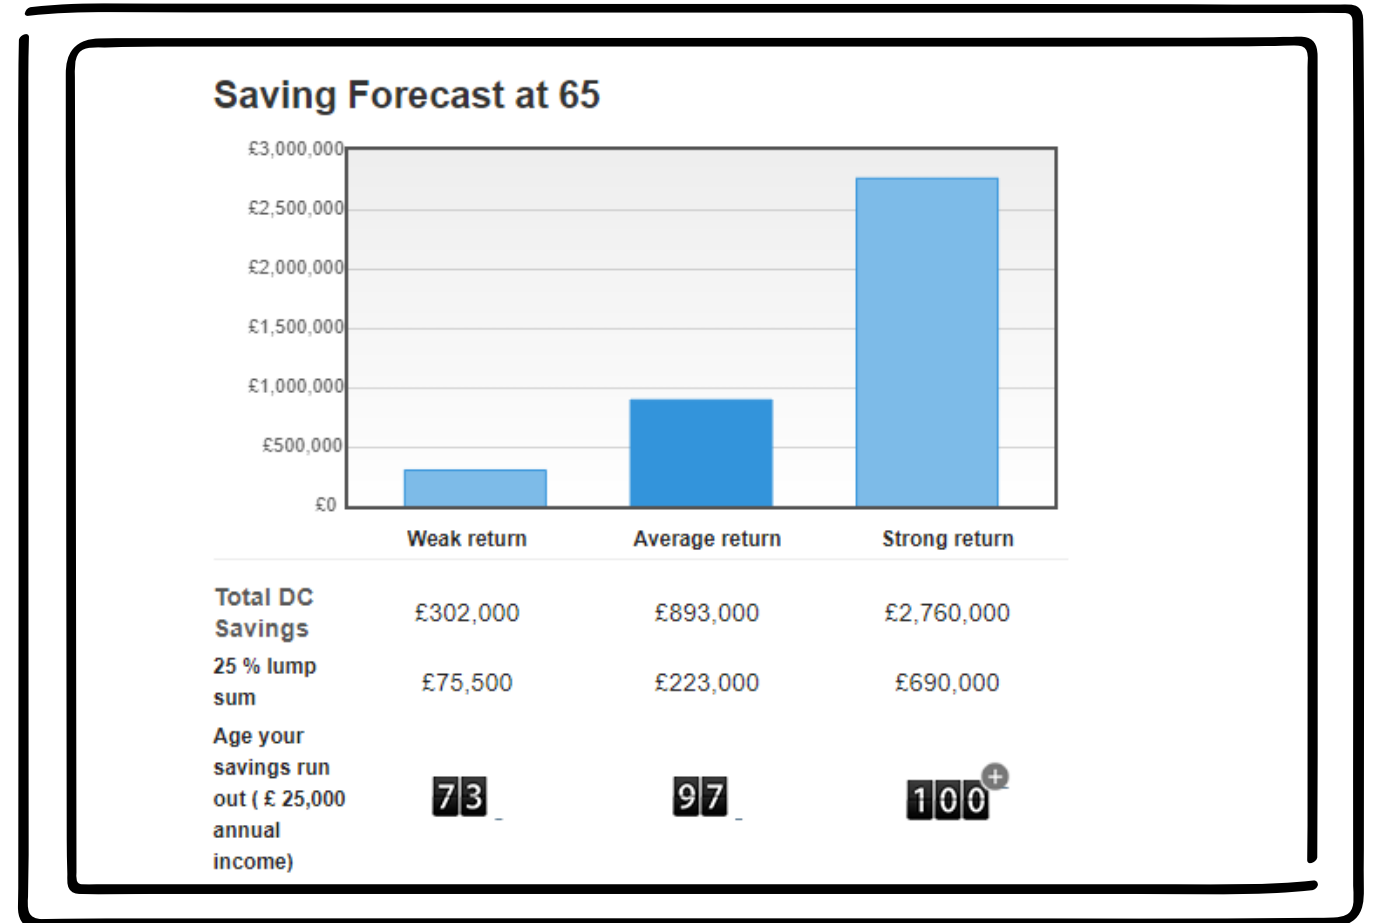 Saving Forecast at 65
£3,000,000
£2,500,000
£2,000,000
£1,500,000
£1,000,000
£500,000
£0
Weak return Average return Strong return
Total DC
Savings
£302,000 £893,000 £2,760,000
25 % lump
sum
£75,500 £223,000 £690,000
Age your
savings run
out ( £ 25,000
annual
income)
73 97 100+